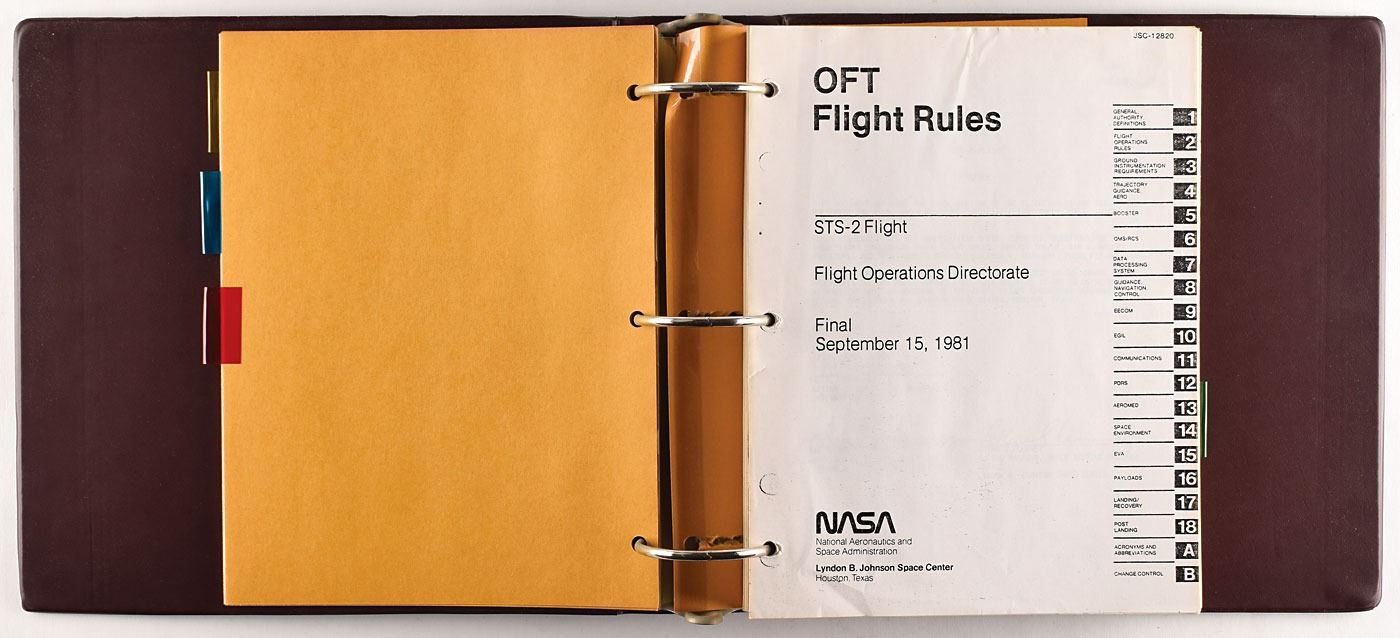 JSC-12820
OFT
Flight Rules
STS-2 Flight
Flight Operations Directorate
Final
September 15, 1981
NASA
National Aeronautics and
Space Administration
Lyndon B. Johnson Space Center
Houston, Texas
GENERAL,
AUTHORITY
DEFINITIONS
1
FLIGHT
OPERATIONS
RULES
2
GROUND
INSTRUMENTATION
REQUIREMENTS
3
TRAJECTORY
GUIDANCE,
AERO
4
BOOSTER
5
OMS/RCS
6
DATA
PROCESSING
SYSTEM
7
GUIDANCE,
NAVIGATION,
CONTROL
8
EECOM
9
EGIL
10
COMMUNICATIONS
11
PDRS
12
AEROMED
13
SPACE
ENVIRONMENT
14
EVA
15
PAYLOADS
16
LANDING/
RECOVERY
17
POST
LANDING
18
ACRONYMS AND
ABBREVIATIONS
A
CHANGE CONTROL
B